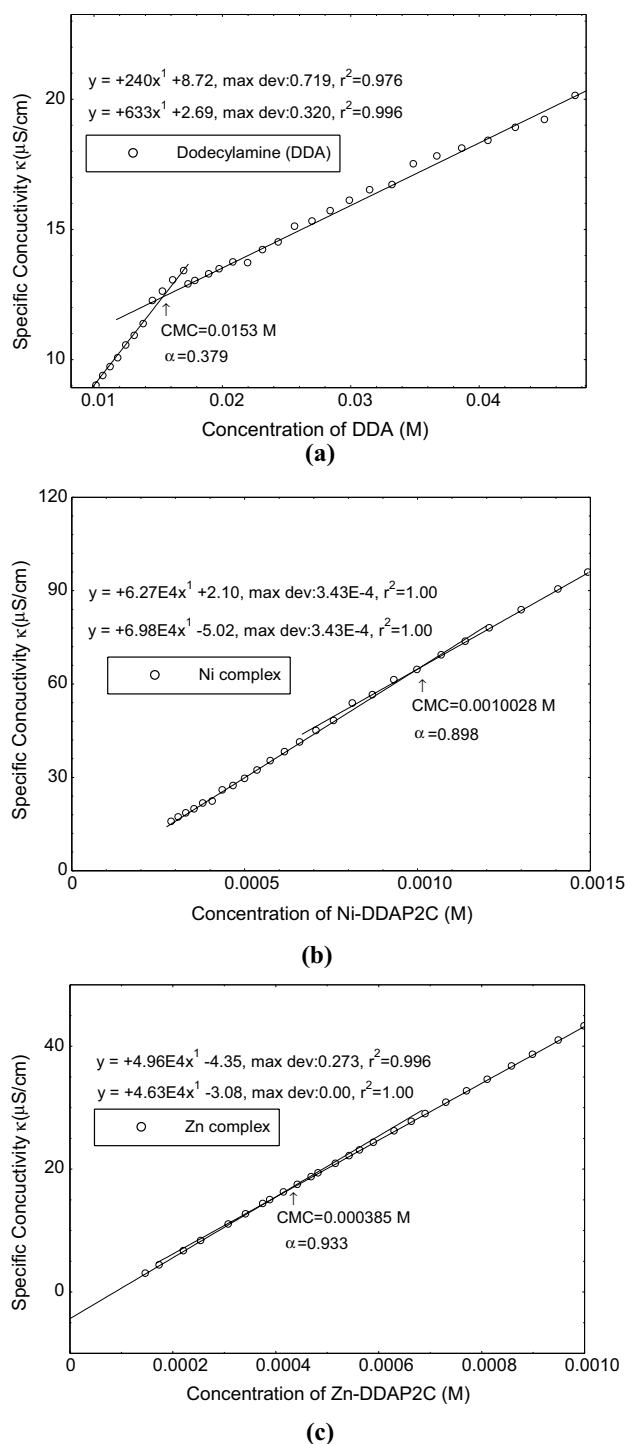 y = +240x¹ +8.72, max dev:0.719, r²=0.976
y = +633x¹ +2.69, max dev:0.320, r²=0.996
Dodecylamine (DDA)
CMC=0.0153 M
α=0.379
20
15
10
Specific Concuctivity κ(μS/cm)
0.01 0.02 0.03 0.04
Concentration of DDA (M)
(a)
120
90
60
30
0
Specific Concuctivity κ(μS/cm)
y = +6.27E4x¹ +2.10, max dev:3.43E-4, r²=1.00
y = +6.98E4x¹ -5.02, max dev:3.43E-4, r²=1.00
Ni complex
CMC=0.0010028 M
α=0.898
0 0.0005 0.0010 0.0015
Concentration of Ni-DDAP2C (M)
(b)
40
20
0
Specific Concuctivity κ(μS/cm)
y = +4.96E4x¹ -4.35, max dev:0.273, r²=0.996
y = +4.63E4x¹ -3.08, max dev:0.00, r²=1.00
Zn complex
CMC=0.000385 M
α=0.933
0 0.0002 0.0004 0.0006 0.0008 0.0010
Concentration of Zn-DDAP2C (M)
(c)